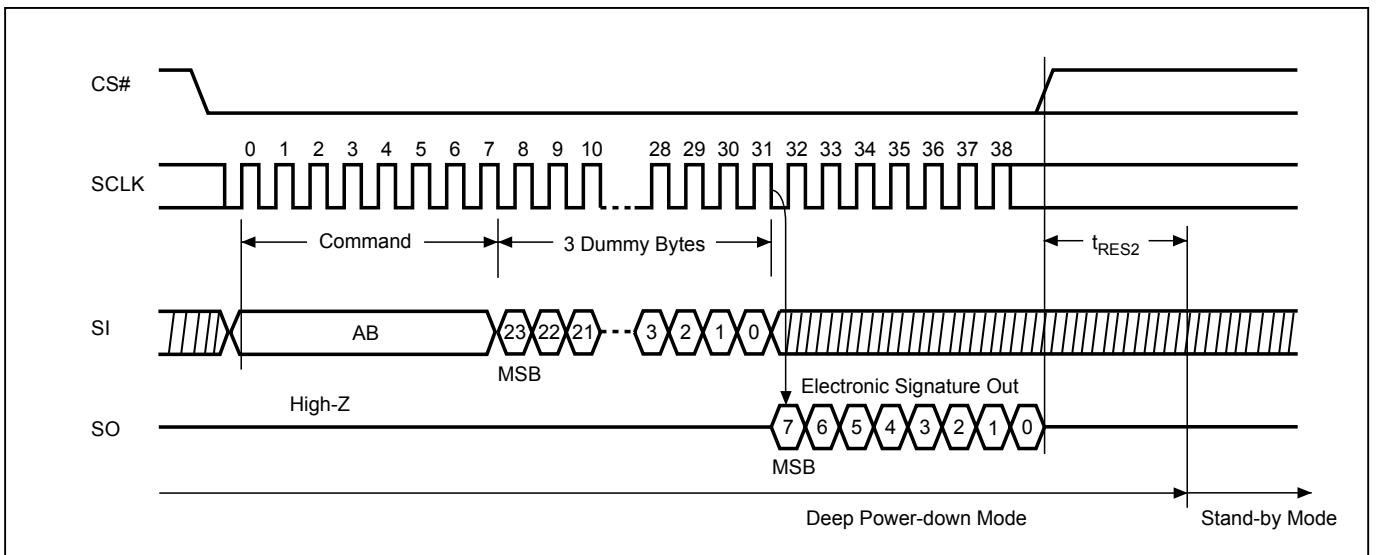 CS#
0 1 2 3 4 5 6 7 8 9 10 28 29 30 31 32 33 34 35 36 37 38
SCLK
Command 3 Dummy Bytes tRES2
SI AB 23 22 21 3 2 1 0
MSB
High-Z Electronic Signature Out
SO 7 6 5 4 3 2 1 0
MSB
Deep Power-down Mode Stand-by Mode